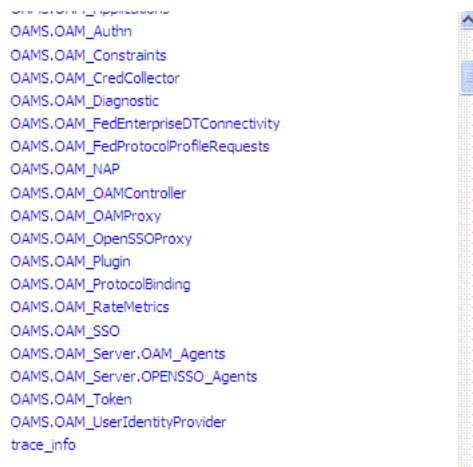 OAMS.OAM_Authn
OAMS.OAM_Constraints
OAMS.OAM_CredCollector
OAMS.OAM_Diagnostic
OAMS.OAM_FedEnterpriseDTConnectivity
OAMS.OAM_FedProtocolProfileRequests
OAMS.OAM_NAP
OAMS.OAM_OAMController
OAMS.OAM_OAMProxy
OAMS.OAM_OpenSSOProxy
OAMS.OAM_Plugin
OAMS.OAM_ProtocolBinding
OAMS.OAM_RateMetrics
OAMS.OAM_SSO
OAMS.OAM_Server.OAM_Agents
OAMS.OAM_Server.OPENSSO_Agents
OAMS.OAM_Token
OAMS.OAM_UserIdentityProvider
trace_info